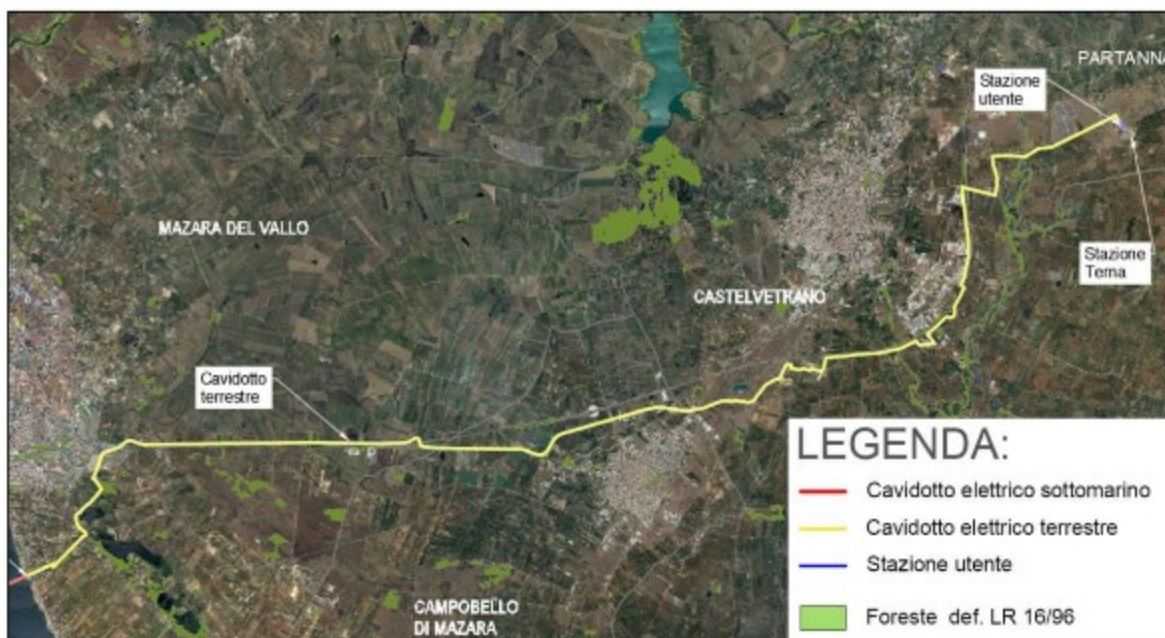 PARTANNA
Stazione
utente
MAZARA DEL VALLO
Stazione
Terna
CASTELVETRANO
Cavidotto
terrestre
LEGENDA:
Cavidotto elettrico sottomarino
Cavidotto elettrico terrestre
Stazione utente
Foreste def. LR 16/96
CAMPOBELLO
DI MAZARA